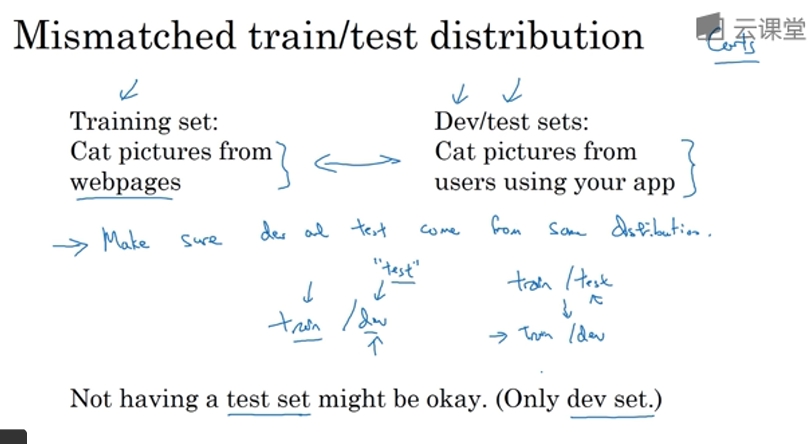 Mismatched train/test distribution
云课堂
Training set:
Cat pictures from
webpages
Dev/test sets:
Cat pictures from
users using your app
→ Make sure dev and test come from same distribution.
"test"
train / dev
train / test
→ train / dev
Not having a test set might be okay. (Only dev set.)